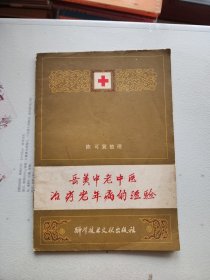 陈可冀整理
岳美中老中医
治疗老年病的经验
科学技术文献出版社